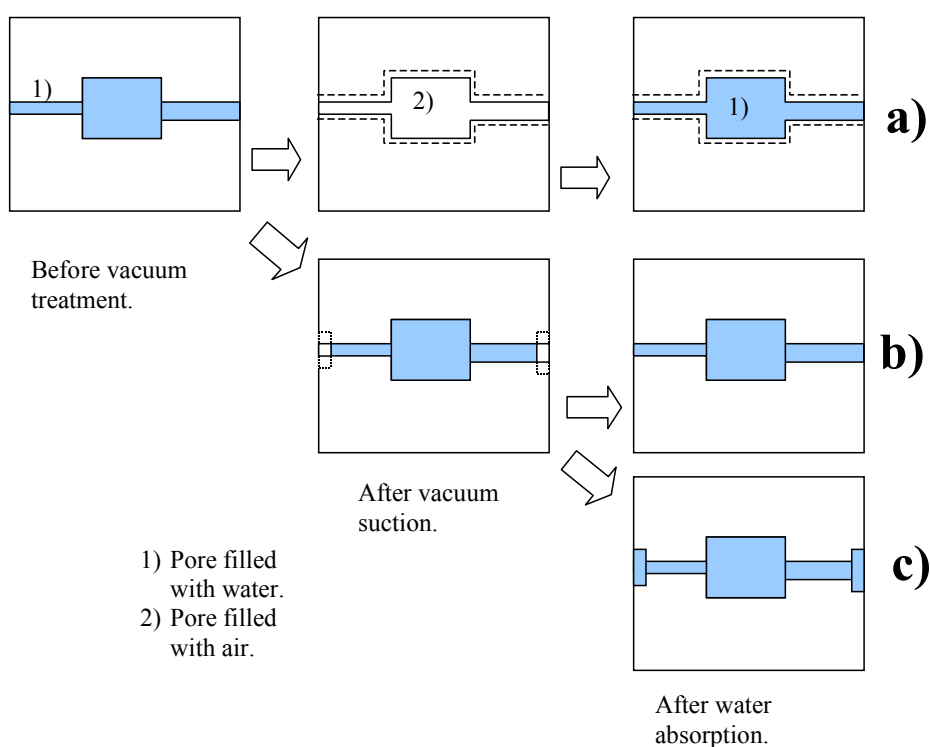 1)
2)
1)
a)
Before vacuum
treatment.
b)
After vacuum
suction.
c)
1) Pore filled
with water.
2) Pore filled
with air.
After water
absorption.